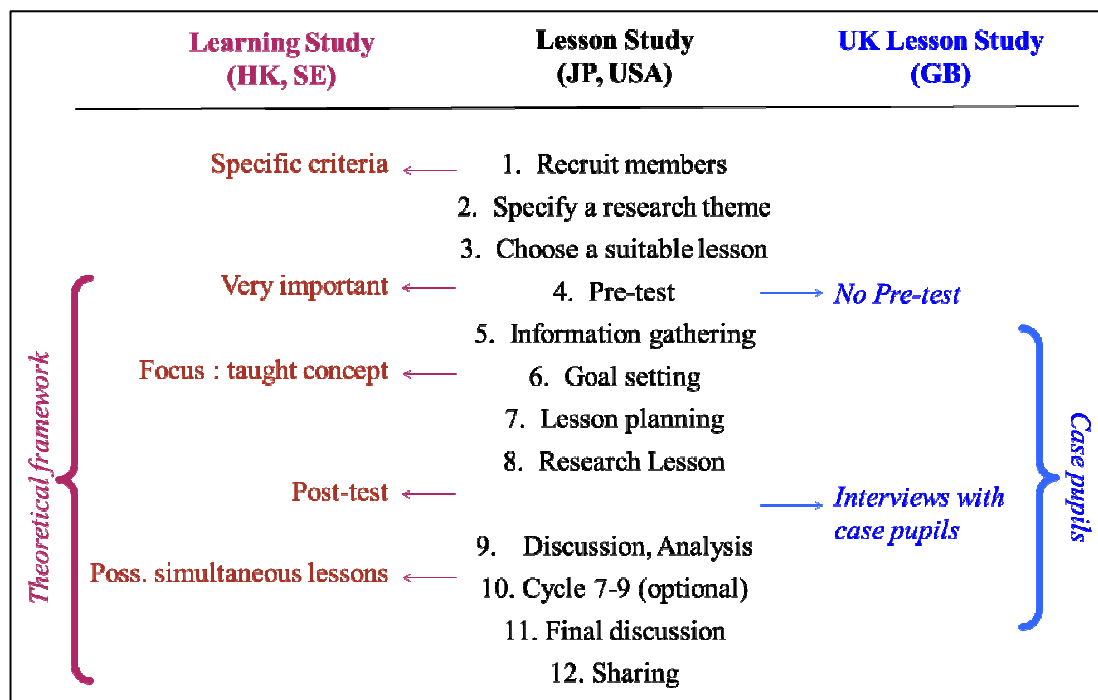 Learning Study
(HK, SE)
Lesson Study
(JP, USA)
UK Lesson Study
(GB)
Specific criteria
1. Recruit members
2. Specify a research theme
3. Choose a suitable lesson
Very important
4. Pre-test
No Pre-test
5. Information gathering
Focus : taught concept
6. Goal setting
7. Lesson planning
8. Research Lesson
Post-test
Interviews with
case pupils
9. Discussion, Analysis
Poss. simultaneous lessons
10. Cycle 7-9 (optional)
11. Final discussion
12. Sharing
Theoretical framework
Case pupils